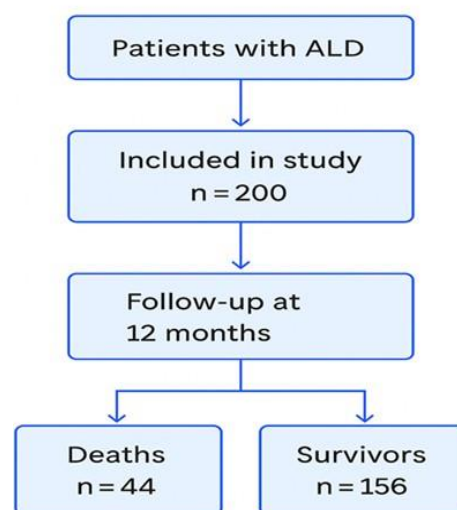 Patients with ALD
Included in study
n = 200
Follow-up at
12 months
Deaths
n = 44
Survivors
n = 156